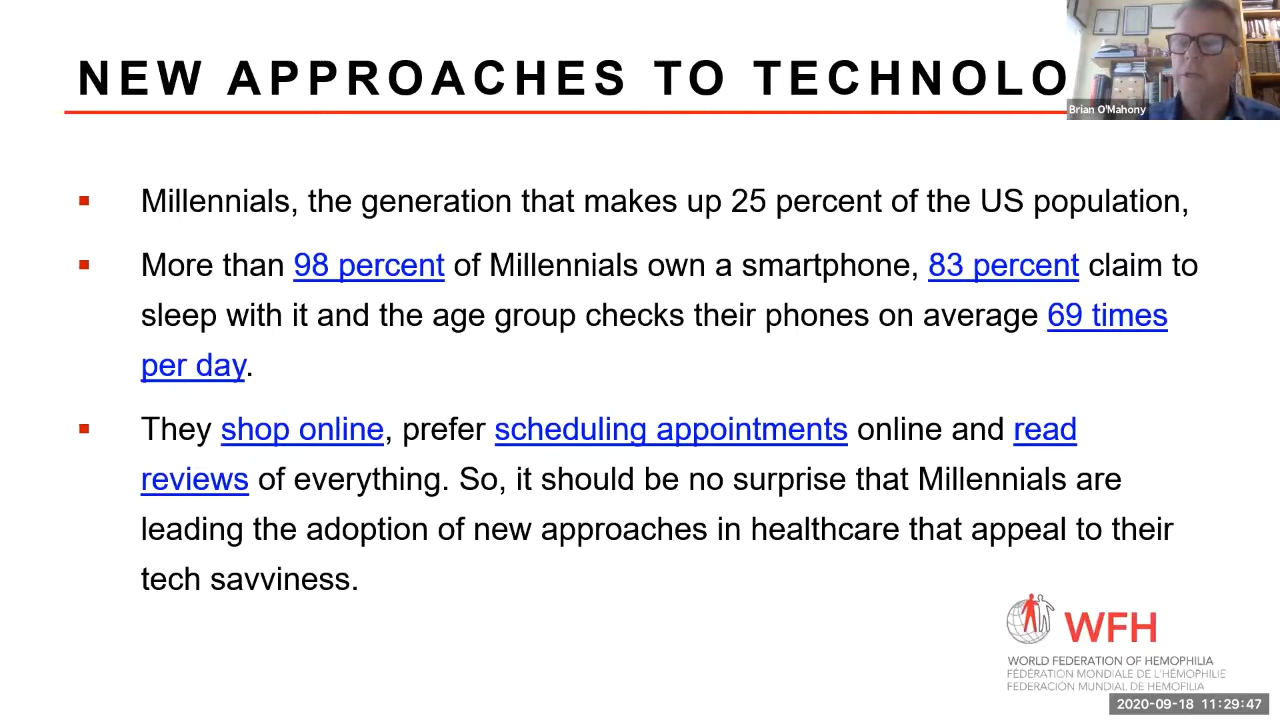 NEW APPROACHES TO TECHNOLO
Brian O'Mahony
Millennials, the generation that makes up 25 percent of the US population,
More than 98 percent of Millennials own a smartphone, 83 percent claim to
sleep with it and the age group checks their phones on average 69 times
per day.
They shop online, prefer scheduling appointments online and read
reviews of everything. So, it should be no surprise that Millennials are
leading the adoption of new approaches in healthcare that appeal to their
tech savviness.
WFH
WORLD FEDERATION OF HEMOPHILIA
FÉDÉRATION MONDIALE DE L'HÉMOPHILIE
FEDERACIÓN MUNDIAL DE HEMOFILIA
2020-09-18 11:29:47